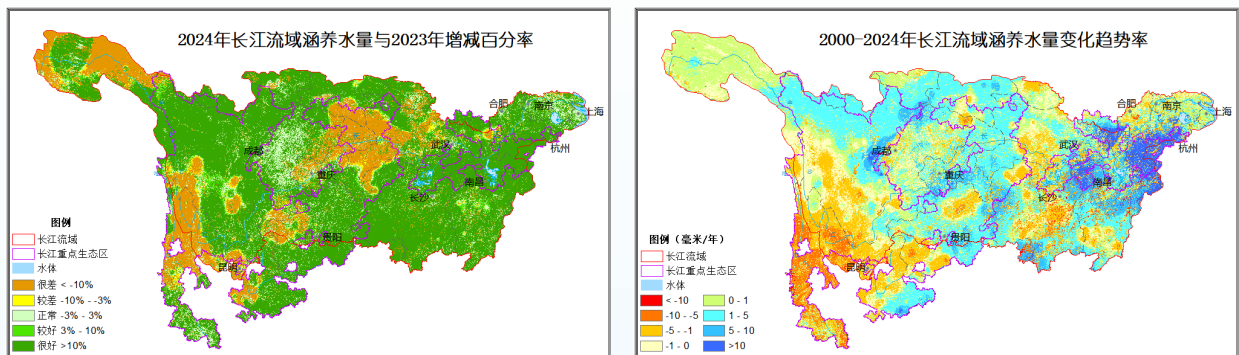 2024年长江流域涵养水量与2023年增减百分率
合肥
南京
上海
杭州
武汉
成都
重庆
南昌
长沙
贵阳
昆明
图例
长江流域
长江重点生态区
水体
很差 < -10%
较差 -10% - -3%
正常 -3% - 3%
较好 3% - 10%
很好 >10%
2000-2024年长江流域涵养水量变化趋势率
合肥
南京
上海
杭州
武汉
成都
重庆
南昌
长沙
贵阳
昆明
图例（毫米/年）
长江流域
长江重点生态区
水体
< -10
-10 - -5
-5 - -1
-1 - 0
0 - 1
1 - 5
5 - 10
>10